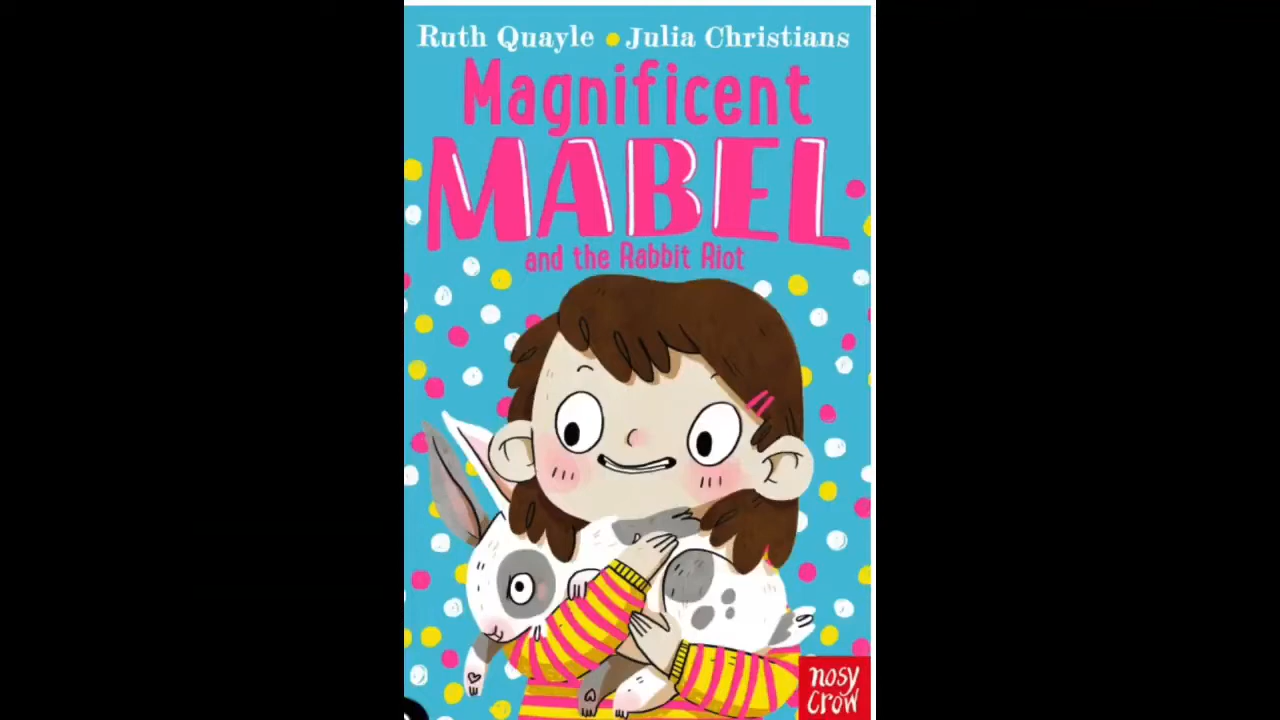 Ruth Quayle • Julia Christians
Magnificent
MABEL
and the Rabbit Riot
nosy
crow